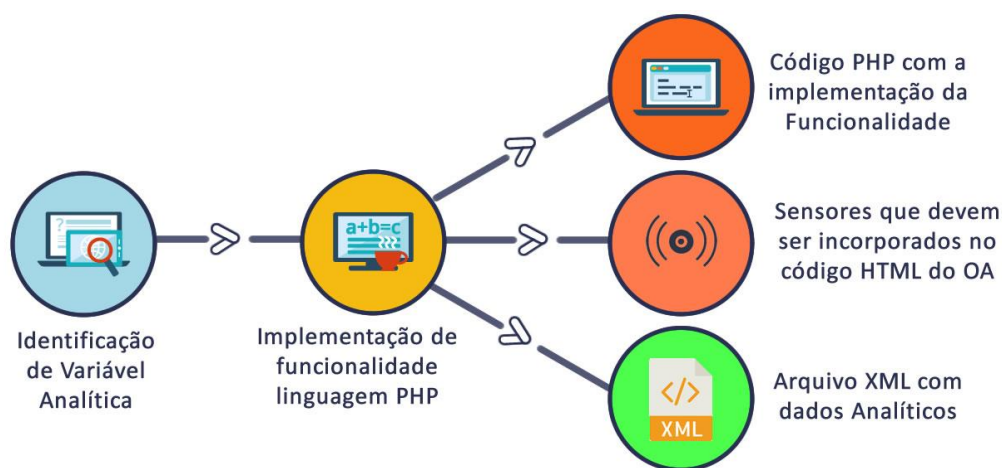 Identificação
de Variável
Analítica
a+b=c
Implementação de
funcionalidade
linguagem PHP
Código PHP com a
implementação da
Funcionalidade
Sensores que devem
ser incorporados no
código HTML do OA
</>
XML
Arquivo XML com
dados Analíticos